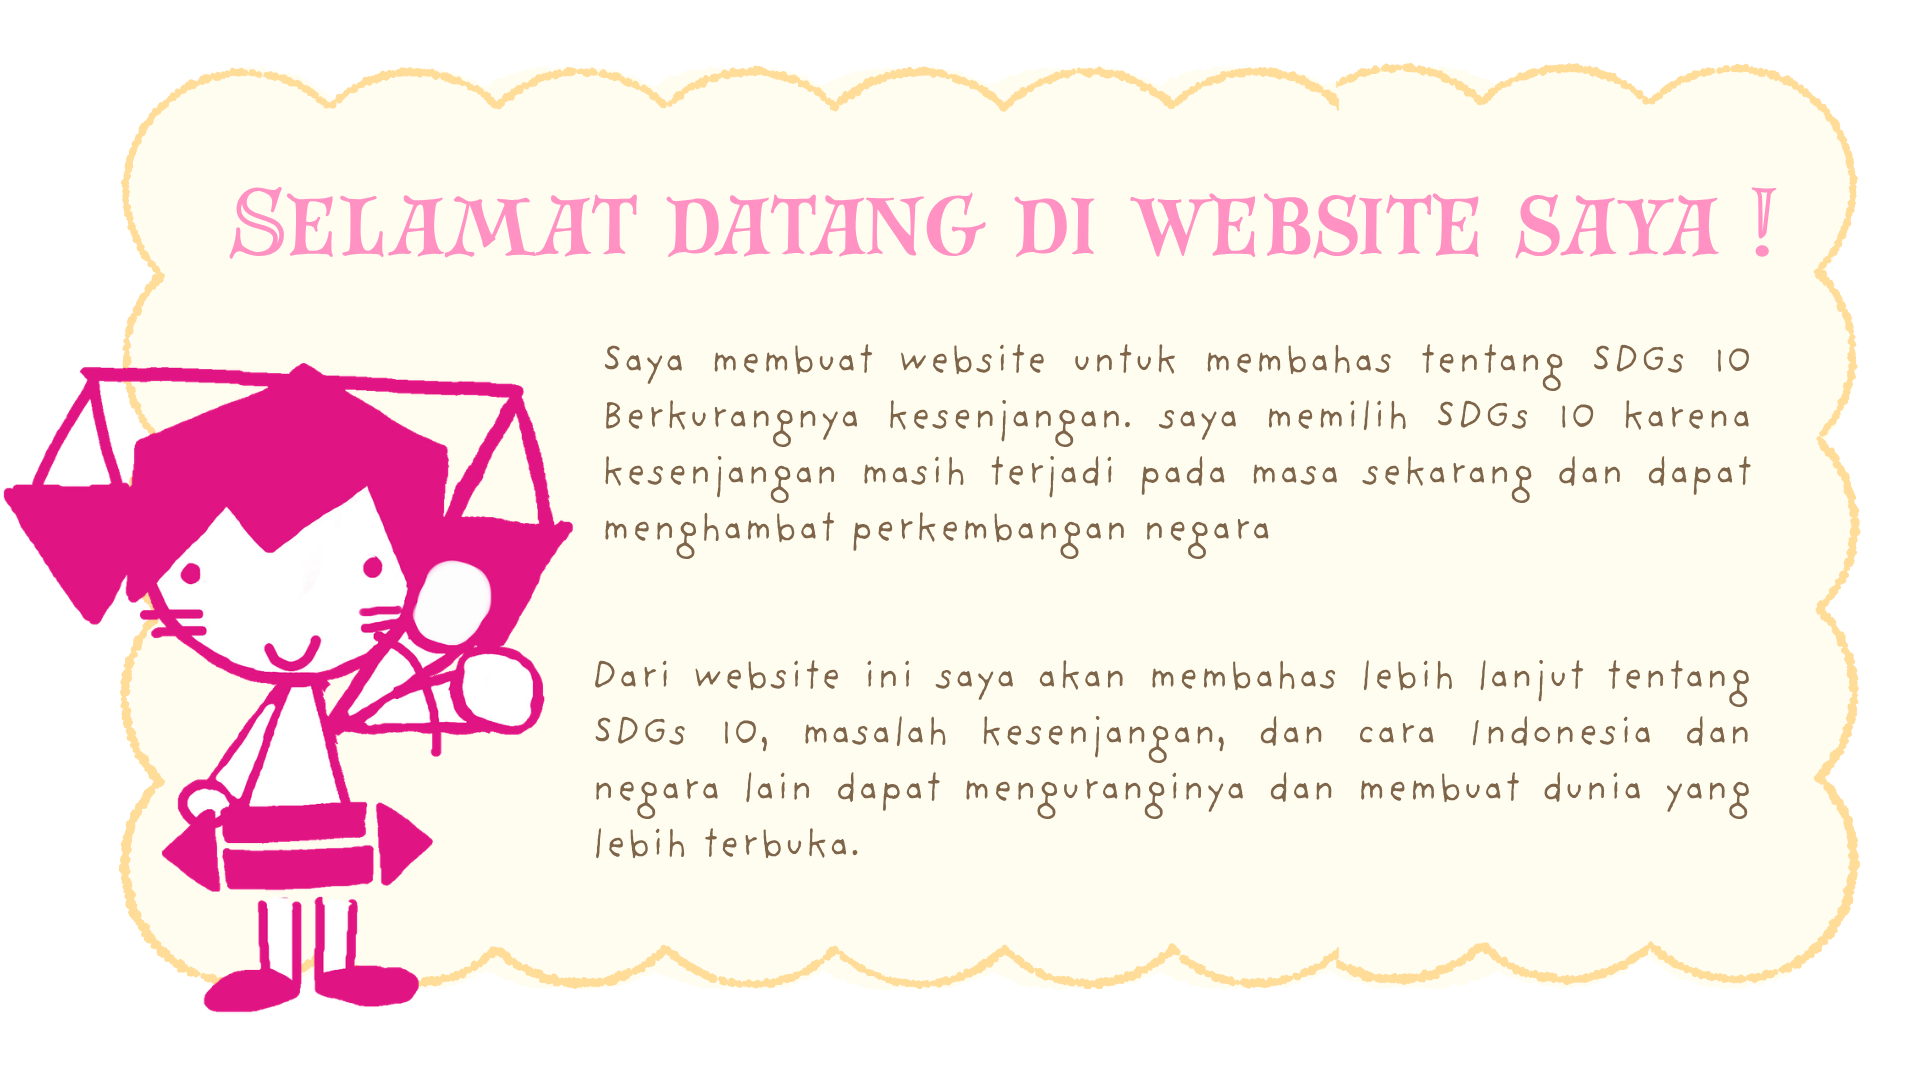 Selamat datang di website saya !
Saya membuat website untuk membahas tentang SDGs 10
Berkurangnya kesenjangan. saya memilih SDGs 10 karena
kesenjangan masih terjadi pada masa sekarang dan dapat
menghambat perkembangan negara
Dari website ini saya akan membahas lebih lanjut tentang
SDGs 10, masalah kesenjangan, dan cara Indonesia dan
negara lain dapat menguranginya dan membuat dunia yang
lebih terbuka.